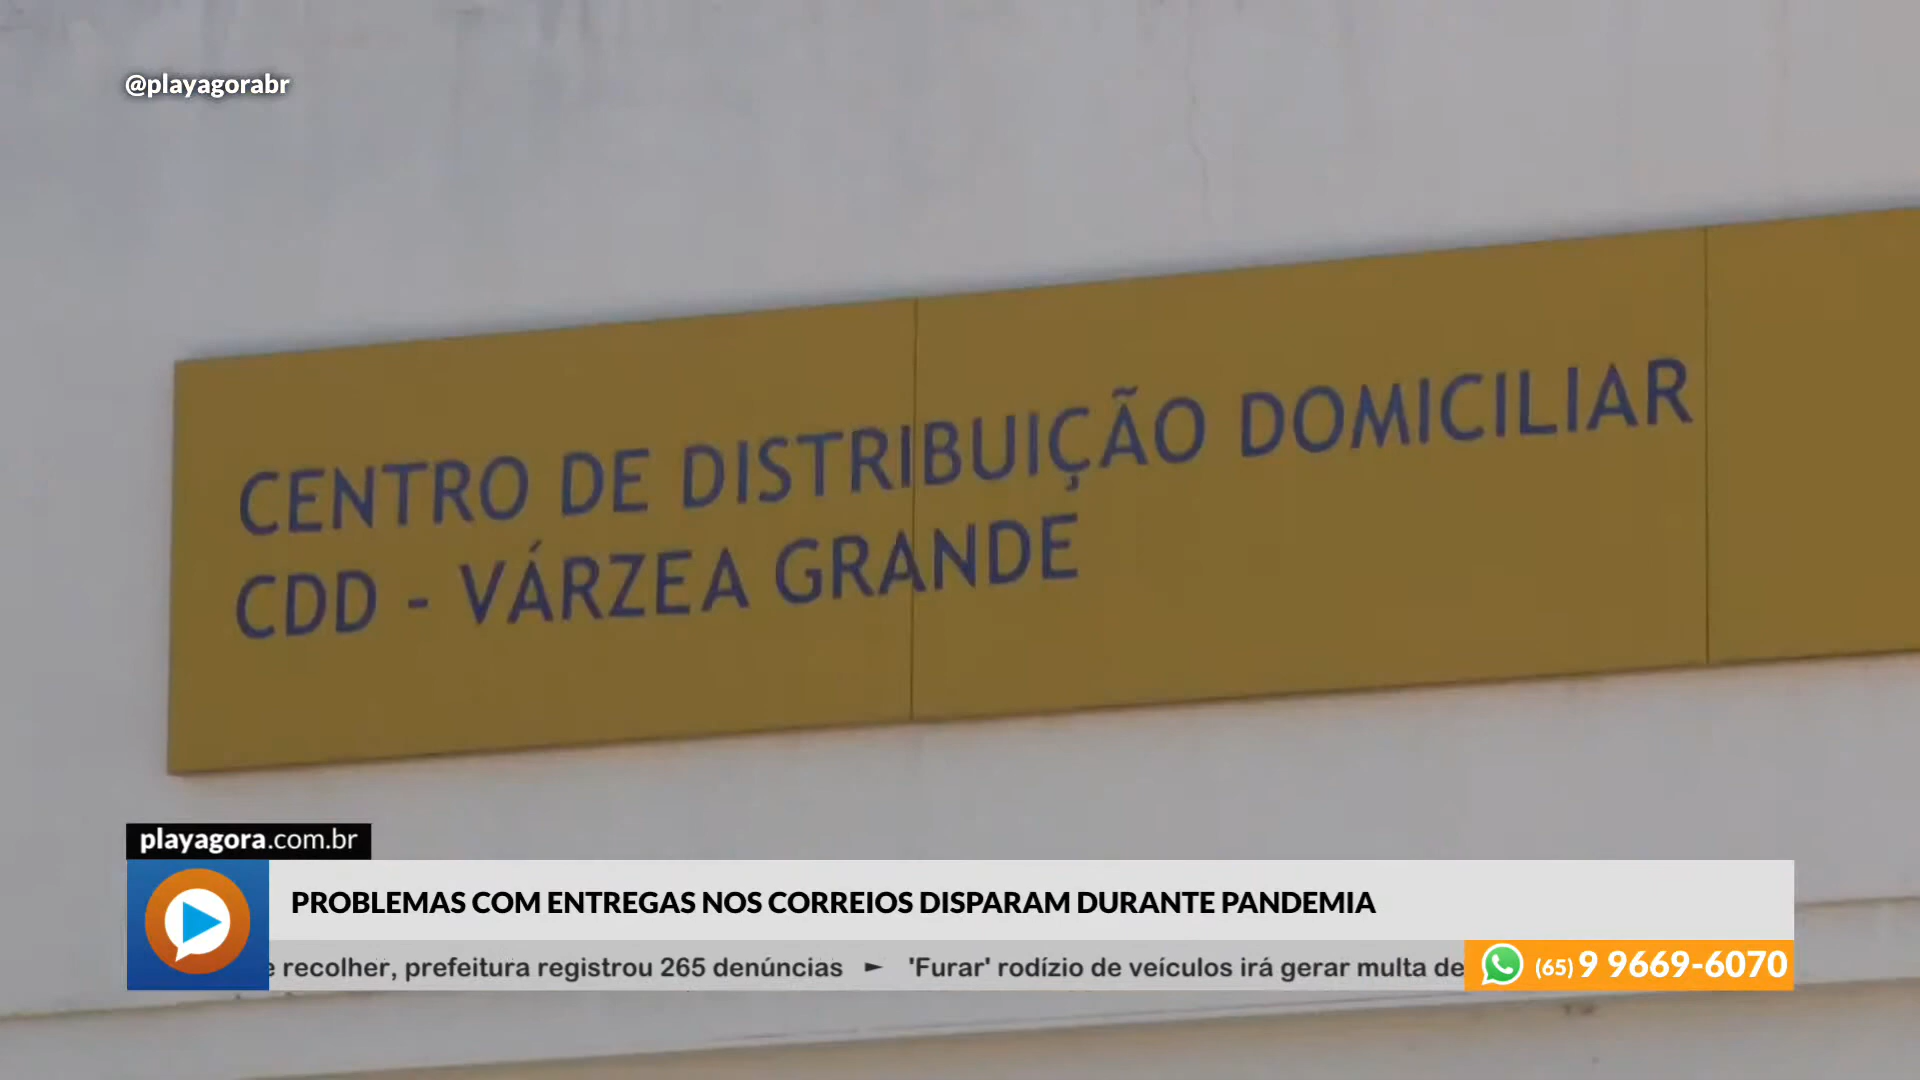 @playagorabr
CENTRO DE DISTRIBUIÇÃO DOMICILIAR
CDD - VÁRZEA GRANDE
playagora.com.br
PROBLEMAS COM ENTREGAS NOS CORREIOS DISPARAM DURANTE PANDEMIA
e recolher, prefeitura registrou 265 denúncias ► 'Furar' rodízio de veículos irá gerar multa de
(65) 9 9669-6070